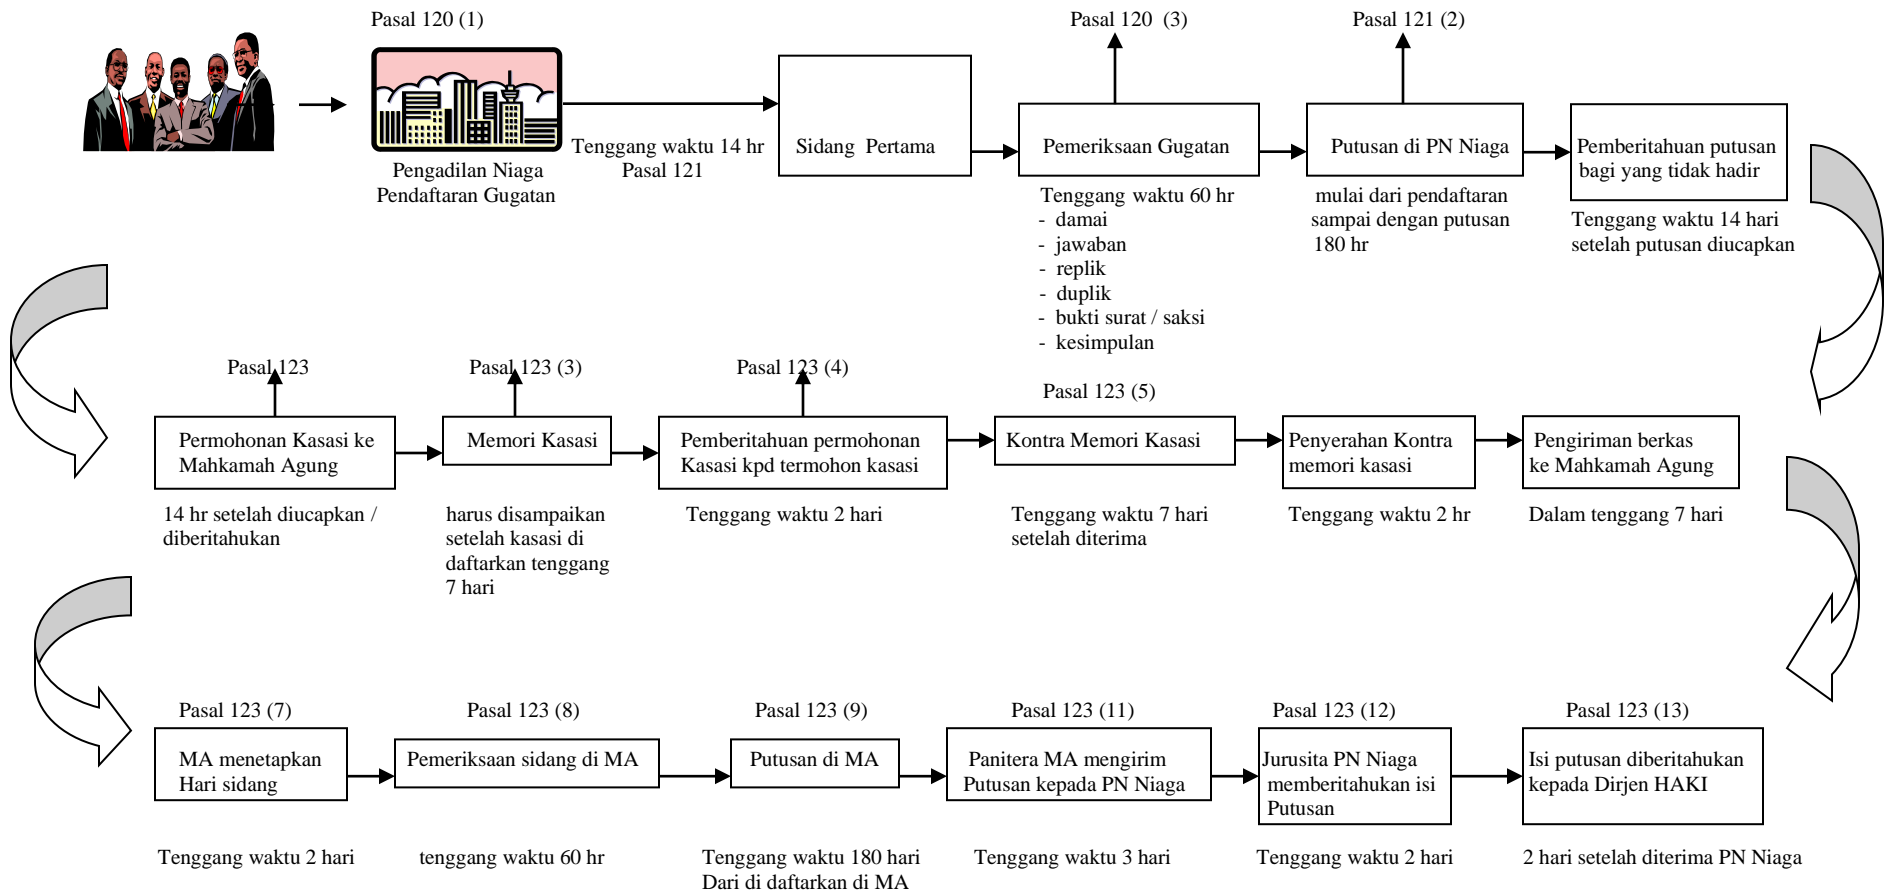 Pasal 120 (1)
Pasal 120 (3)
Pasal 121 (2)
Pengadilan Niaga
Pendaftaran Gugatan
Tenggang waktu 14 hr
Pasal 121
Sidang Pertama
Pemeriksaan Gugatan
Tenggang waktu 60 hr
- damai
- jawaban
- replik
- duplik
- bukti surat / saksi
- kesimpulan
Putusan di PN Niaga
mulai dari pendaftaran
sampai dengan putusan
180 hr
Pemberitahuan putusan
bagi yang tidak hadir
Tenggang waktu 14 hari
setelah putusan diucapkan
Pasal 123
Permohonan Kasasi ke
Mahkamah Agung
14 hr setelah diucapkan /
diberitahukan
Pasal 123 (3)
Memori Kasasi
harus disampaikan
setelah kasasi di
daftarkan tenggang
7 hari
Pasal 123 (4)
Pemberitahuan permohonan
Kasasi kpd termohon kasasi
Tenggang waktu 2 hari
Pasal 123 (5)
Kontra Memori Kasasi
Tenggang waktu 7 hari
setelah diterima
Penyerahan Kontra
memori kasasi
Tenggang waktu 2 hr
Pengiriman berkas
ke Mahkamah Agung
Dalam tenggang 7 hari
Pasal 123 (7)
MA menetapkan
Hari sidang
Tenggang waktu 2 hari
Pasal 123 (8)
Pemeriksaan sidang di MA
tenggang waktu 60 hr
Pasal 123 (9)
Putusan di MA
Tenggang waktu 180 hari
Dari di daftarkan di MA
Pasal 123 (11)
Panitera MA mengirim
Putusan kepada PN Niaga
Tenggang waktu 3 hari
Pasal 123 (12)
Jurusita PN Niaga
memberitahukan isi
Putusan
Tenggang waktu 2 hari
Pasal 123 (13)
Isi putusan diberitahukan
kepada Dirjen HAKI
2 hari setelah diterima PN Niaga